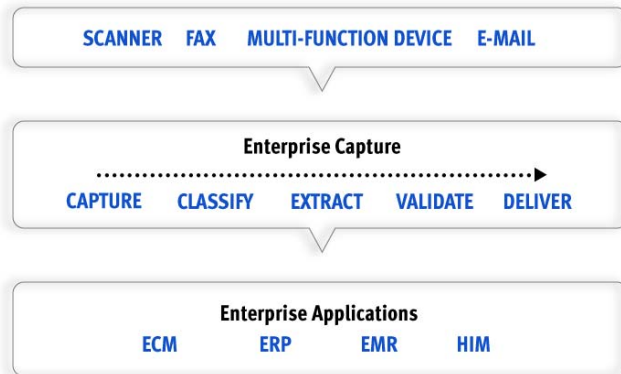 SCANNER FAX MULTI-FUNCTION DEVICE E-MAIL
Enterprise Capture
CAPTURE CLASSIFY EXTRACT VALIDATE DELIVER
Enterprise Applications
ECM ERP EMR HIM